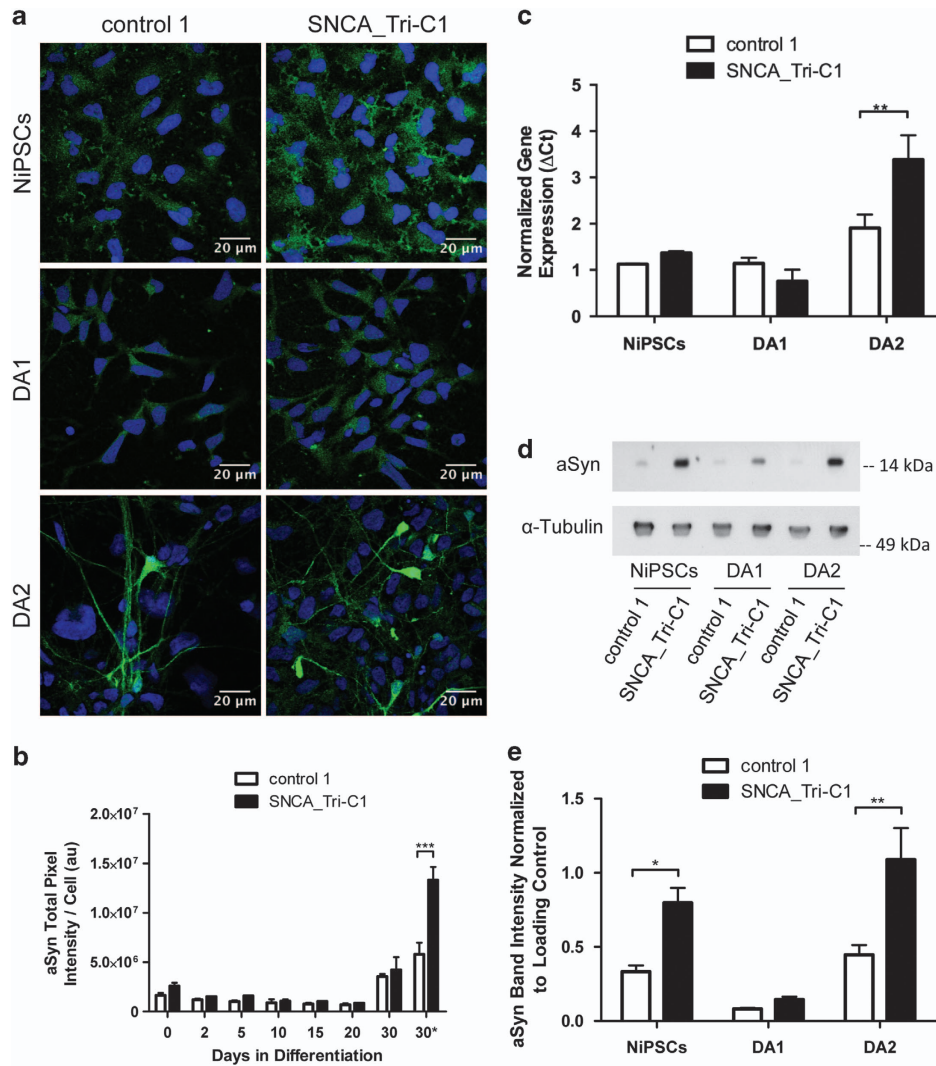 a
control 1
SNCA_Tri-C1
NiPSCs
20 µm
20 µm
DA1
20 µm
20 µm
DA2
20 µm
20 µm
b
control 1
SNCA_Tri-C1
aSyn Total Pixel
Intensity / Cell (au)
2.0×10⁷
1.5×10⁷
1.0×10⁷
5.0×10⁶
0
***
0 2 5 10 15 20 30 30*
Days in Differentiation
c
control 1
SNCA_Tri-C1
Normalized Gene
Expression (ΔCt)
5
4
3
2
1
0
**
NiPSCs DA1 DA2
d
aSyn
-- 14 kDa
α-Tubulin
-- 49 kDa
NiPSCs DA1 DA2
control 1
SNCA_Tri-C1
control 1
SNCA_Tri-C1
control 1
SNCA_Tri-C1
e
control 1
SNCA_Tri-C1
aSyn Band Intensity Normalized
to Loading Control
1.5
1.0
0.5
0.0
*
**
NiPSCs DA1 DA2